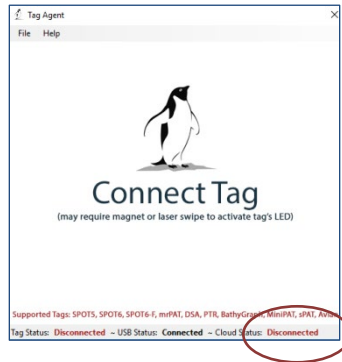 Tag Agent
File Help
Connect Tag
(may require magnet or laser swipe to activate tag's LED)
Supported Tags: SPOT5, SPOT6, SPOT6-F, mrPAT, DSA, PTR, BathyGraph, MiniPAT, sPAT,
Tag Status: Disconnected ~ USB Status: Connected ~ Cloud Status: Disconnected